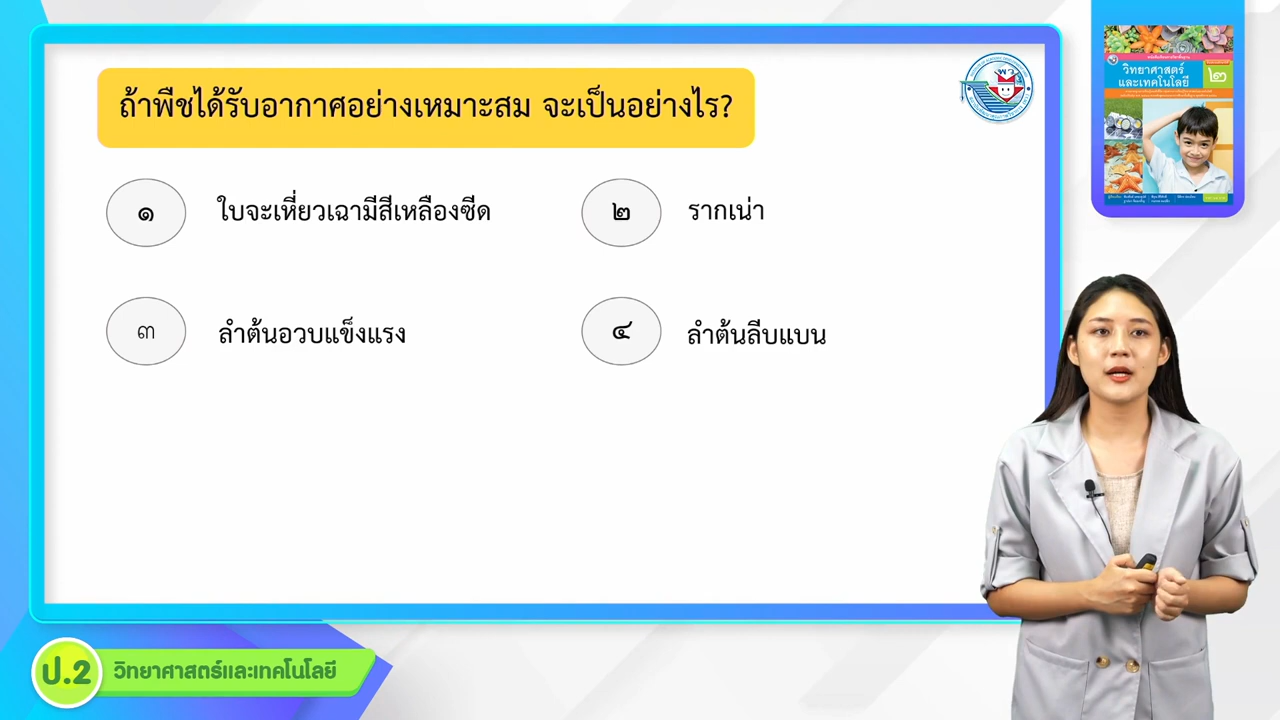 ถ้าพืชได้รับอากาศอย่างเหมาะสม จะเป็นอย่างไร?
๑ ใบจะเหี่ยวเฉามีสีเหลืองซีด
๒ รากเน่า
๓ ลำต้นอวบแข็งแรง
๔ ลำต้นลีบแบน
พว
วิทยาศาสตร์
และเทคโนโลยี
๒
ป.2 วิทยาศาสตร์และเทคโนโลยี